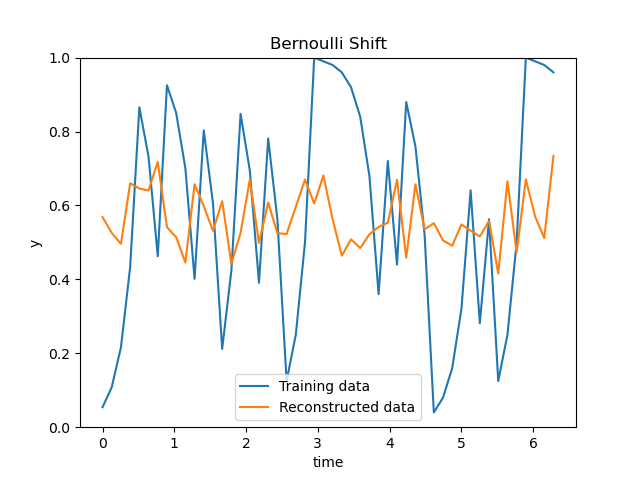 Bernoulli Shift
1.0
0.8
0.6
0.4
0.2
0.0
y
Training data
Reconstructed data
0 1 2 3 4 5 6
time